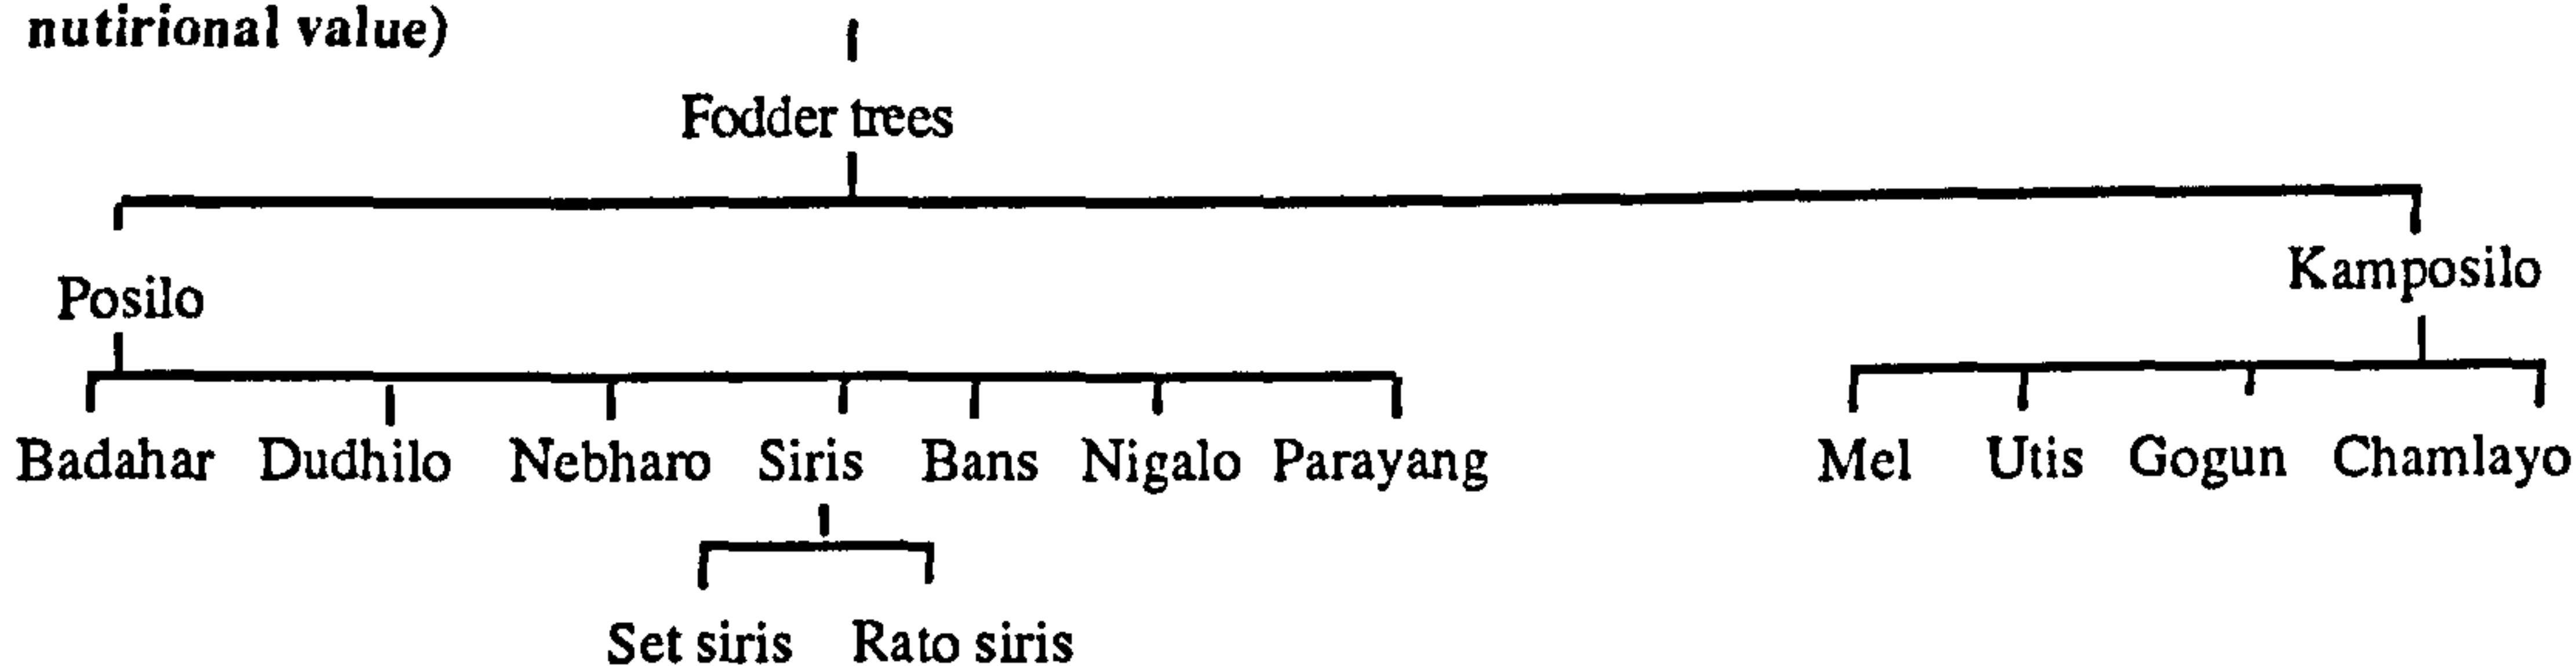 nutirional value)
Fodder trees
Posilo
Kamposilo
Badahar Dudhilo Nebharo Siris Bans Nigalo Parayang Mel Utis Gogun Chamlayo
Set siris Rato siris